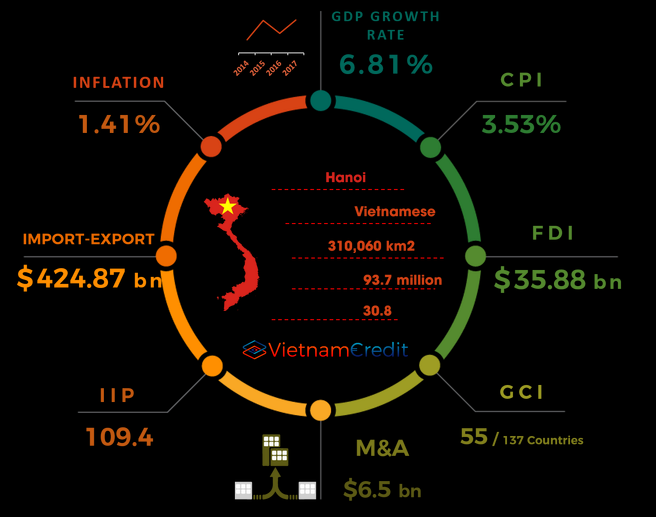 GDP GROWTH
RATE
6.81%
2014
2015
2016
2017
INFLATION
1.41%
CPI
3.53%
Hanoi
Vietnamese
310,060 km2
93.7 million
30.8
IMPORT-EXPORT
$424.87 bn
FDI
$35.88 bn
VietnamCredit
IIP
109.4
GCI
55 / 137 Countries
M&A
$6.5 bn